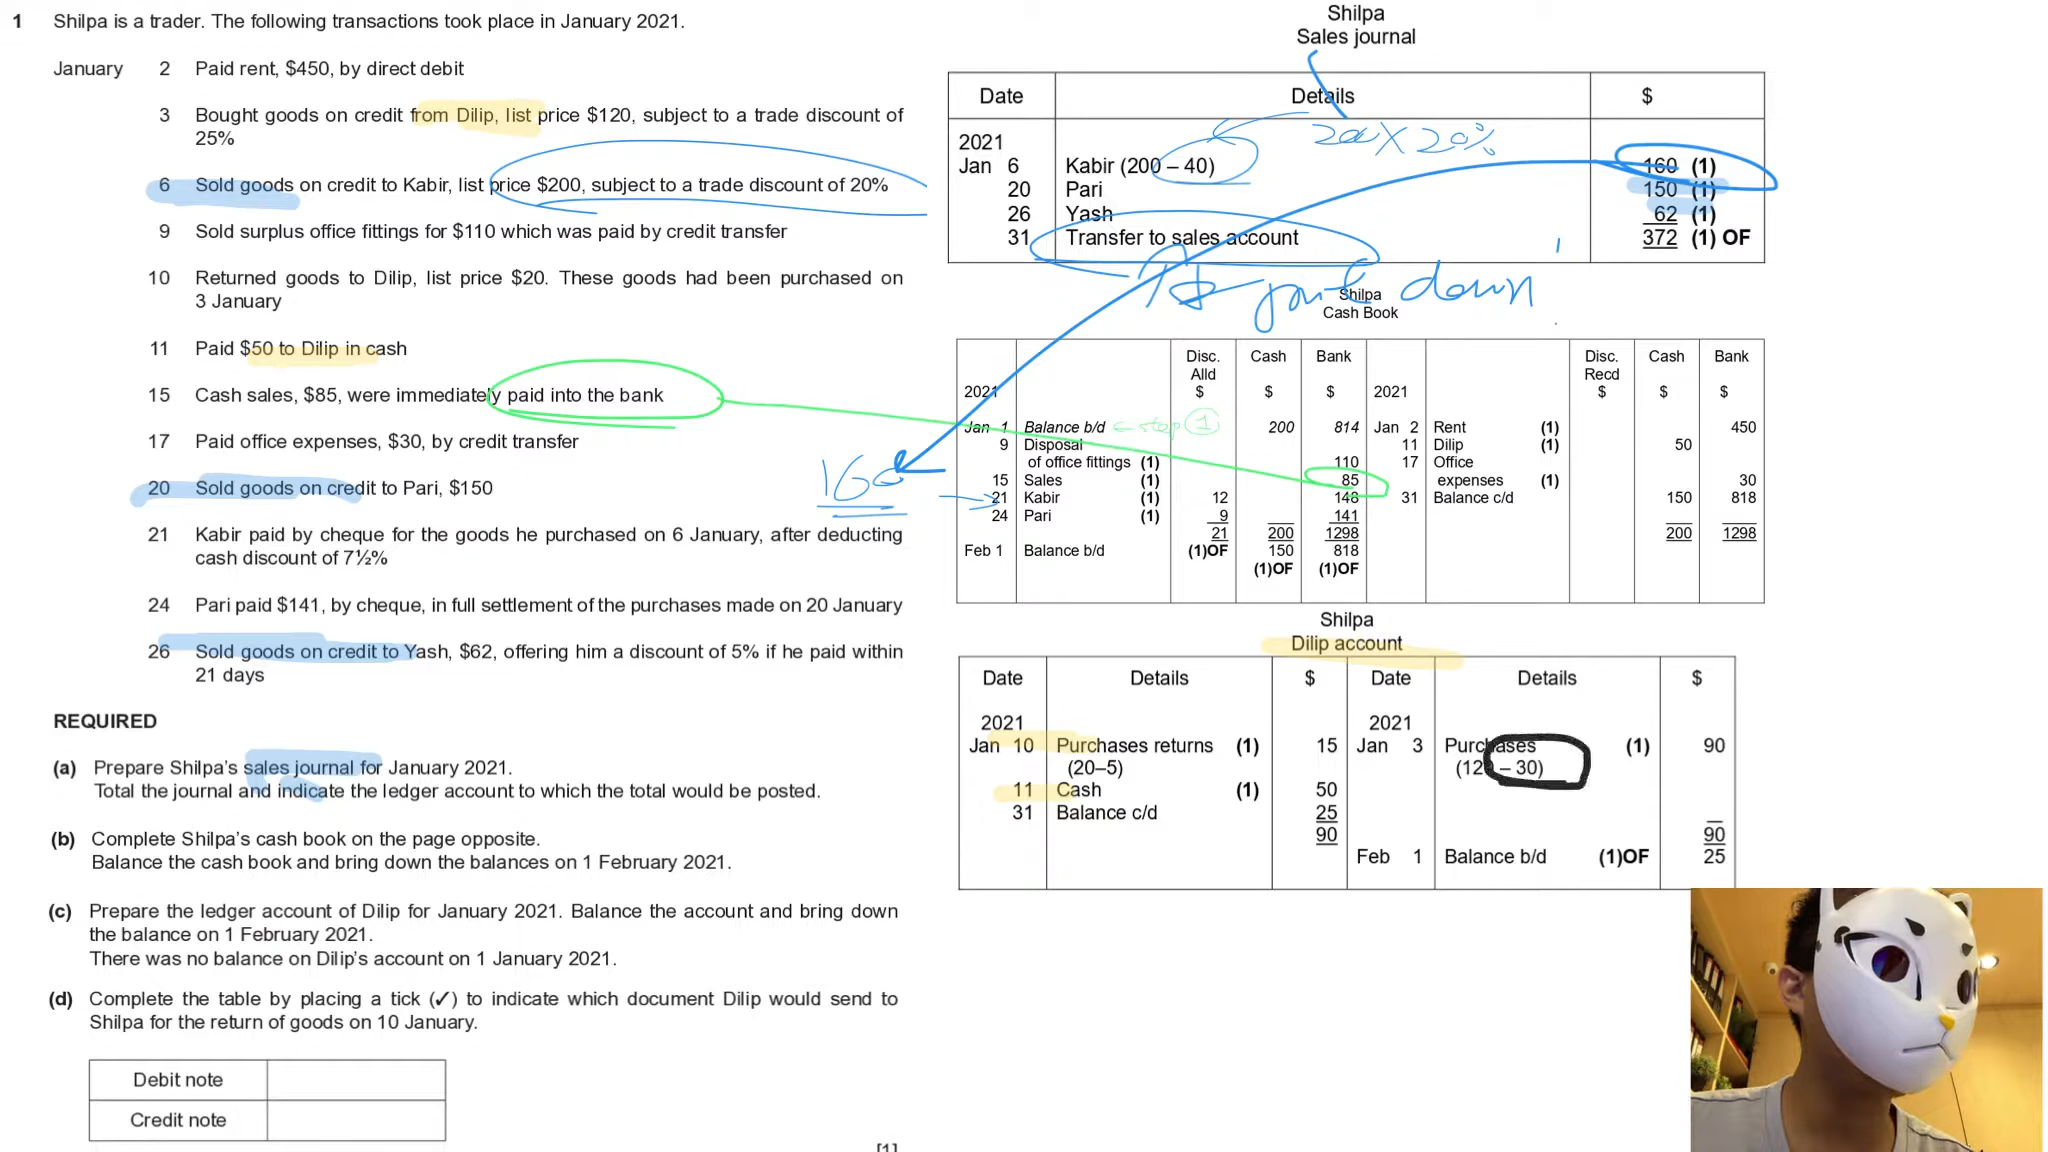 1 Shilpa is a trader. The following transactions took place in January 2021.
January 2 Paid rent, $450, by direct debit
3 Bought goods on credit from Dilip, list price $120, subject to a trade discount of
25%
6 Sold goods on credit to Kabir, list price $200, subject to a trade discount of 20%
9 Sold surplus office fittings for $110 which was paid by credit transfer
10 Returned goods to Dilip, list price $20. These goods had been purchased on
3 January
11 Paid $50 to Dilip in cash
15 Cash sales, $85, were immediately paid into the bank
17 Paid office expenses, $30, by credit transfer
20 Sold goods on credit to Pari, $150
21 Kabir paid by cheque for the goods he purchased on 6 January, after deducting
cash discount of 7½%
24 Pari paid $141, by cheque, in full settlement of the purchases made on 20 January
26 Sold goods on credit to Yash, $62, offering him a discount of 5% if he paid within
21 days
REQUIRED
(a) Prepare Shilpa's sales journal for January 2021.
Total the journal and indicate the ledger account to which the total would be posted.
(b) Complete Shilpa's cash book on the page opposite.
Balance the cash book and bring down the balances on 1 February 2021.
(c) Prepare the ledger account of Dilip for January 2021. Balance the account and bring down
the balance on 1 February 2021.
There was no balance on Dilip's account on 1 January 2021.
(d) Complete the table by placing a tick (✓) to indicate which document Dilip would send to
Shilpa for the return of goods on 10 January.
Debit note
Credit note
[1]
Shilpa
Sales journal
Date Details $
200 X 20%
2021
Jan 6 Kabir (200 – 40) 160 (1)
20 Pari 150 (1)
26 Yash 62 (1)
31 Transfer to sales account 372 (1) OF
down
Shilpa
Cash Book
Disc. Cash Bank Disc. Cash Bank
Alld Recd
2021 $ $ $ 2021 $ $ $
Jan 1 Balance b/d ← step 1 200 814 Jan 2 Rent (1) 450
9 Disposal 11 Dilip (1) 50
of office fittings (1) 110 17 Office
15 Sales (1) 85 expenses (1) 30
160
21 Kabir (1) 12 148 31 Balance c/d 150 818
24 Pari (1) 9 141
21 200 1298 200 1298
Feb 1 Balance b/d (1)OF 150 818
(1)OF (1)OF
Shilpa
Dilip account
Date Details $ Date Details $
2021 2021
Jan 10 Purchases returns (1) 15 Jan 3 Purchases (1) 90
(20–5) (120 – 30)
11 Cash (1) 50
31 Balance c/d 25
90 90
Feb 1 Balance b/d (1)OF 25